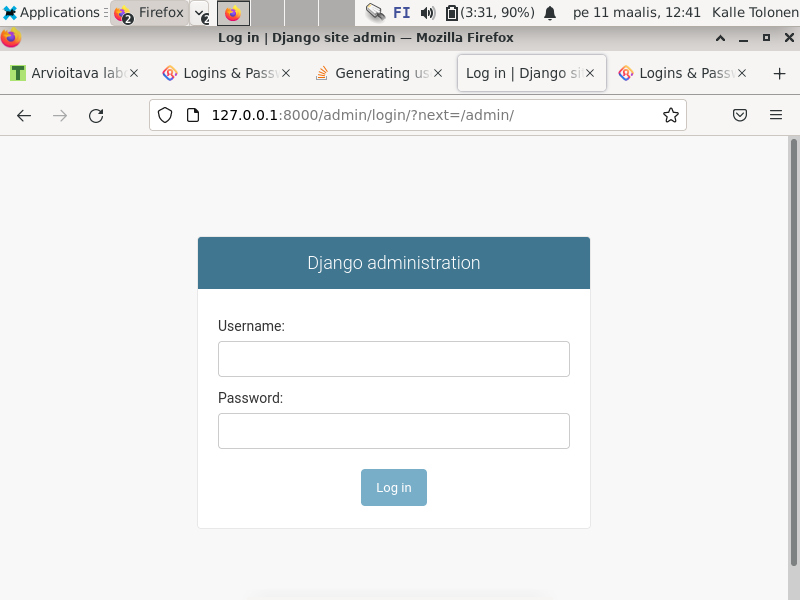 Applications Firefox 2 2 FI (3:31, 90%) pe 11 maalis, 12:41 Kalle Tolonen
Log in | Django site admin — Mozilla Firefox
Arvioitava lab Logins & Passw Generating us Log in | Django si Logins & Passw
127.0.0.1:8000/admin/login/?next=/admin/
Django administration
Username:
Password:
Log in